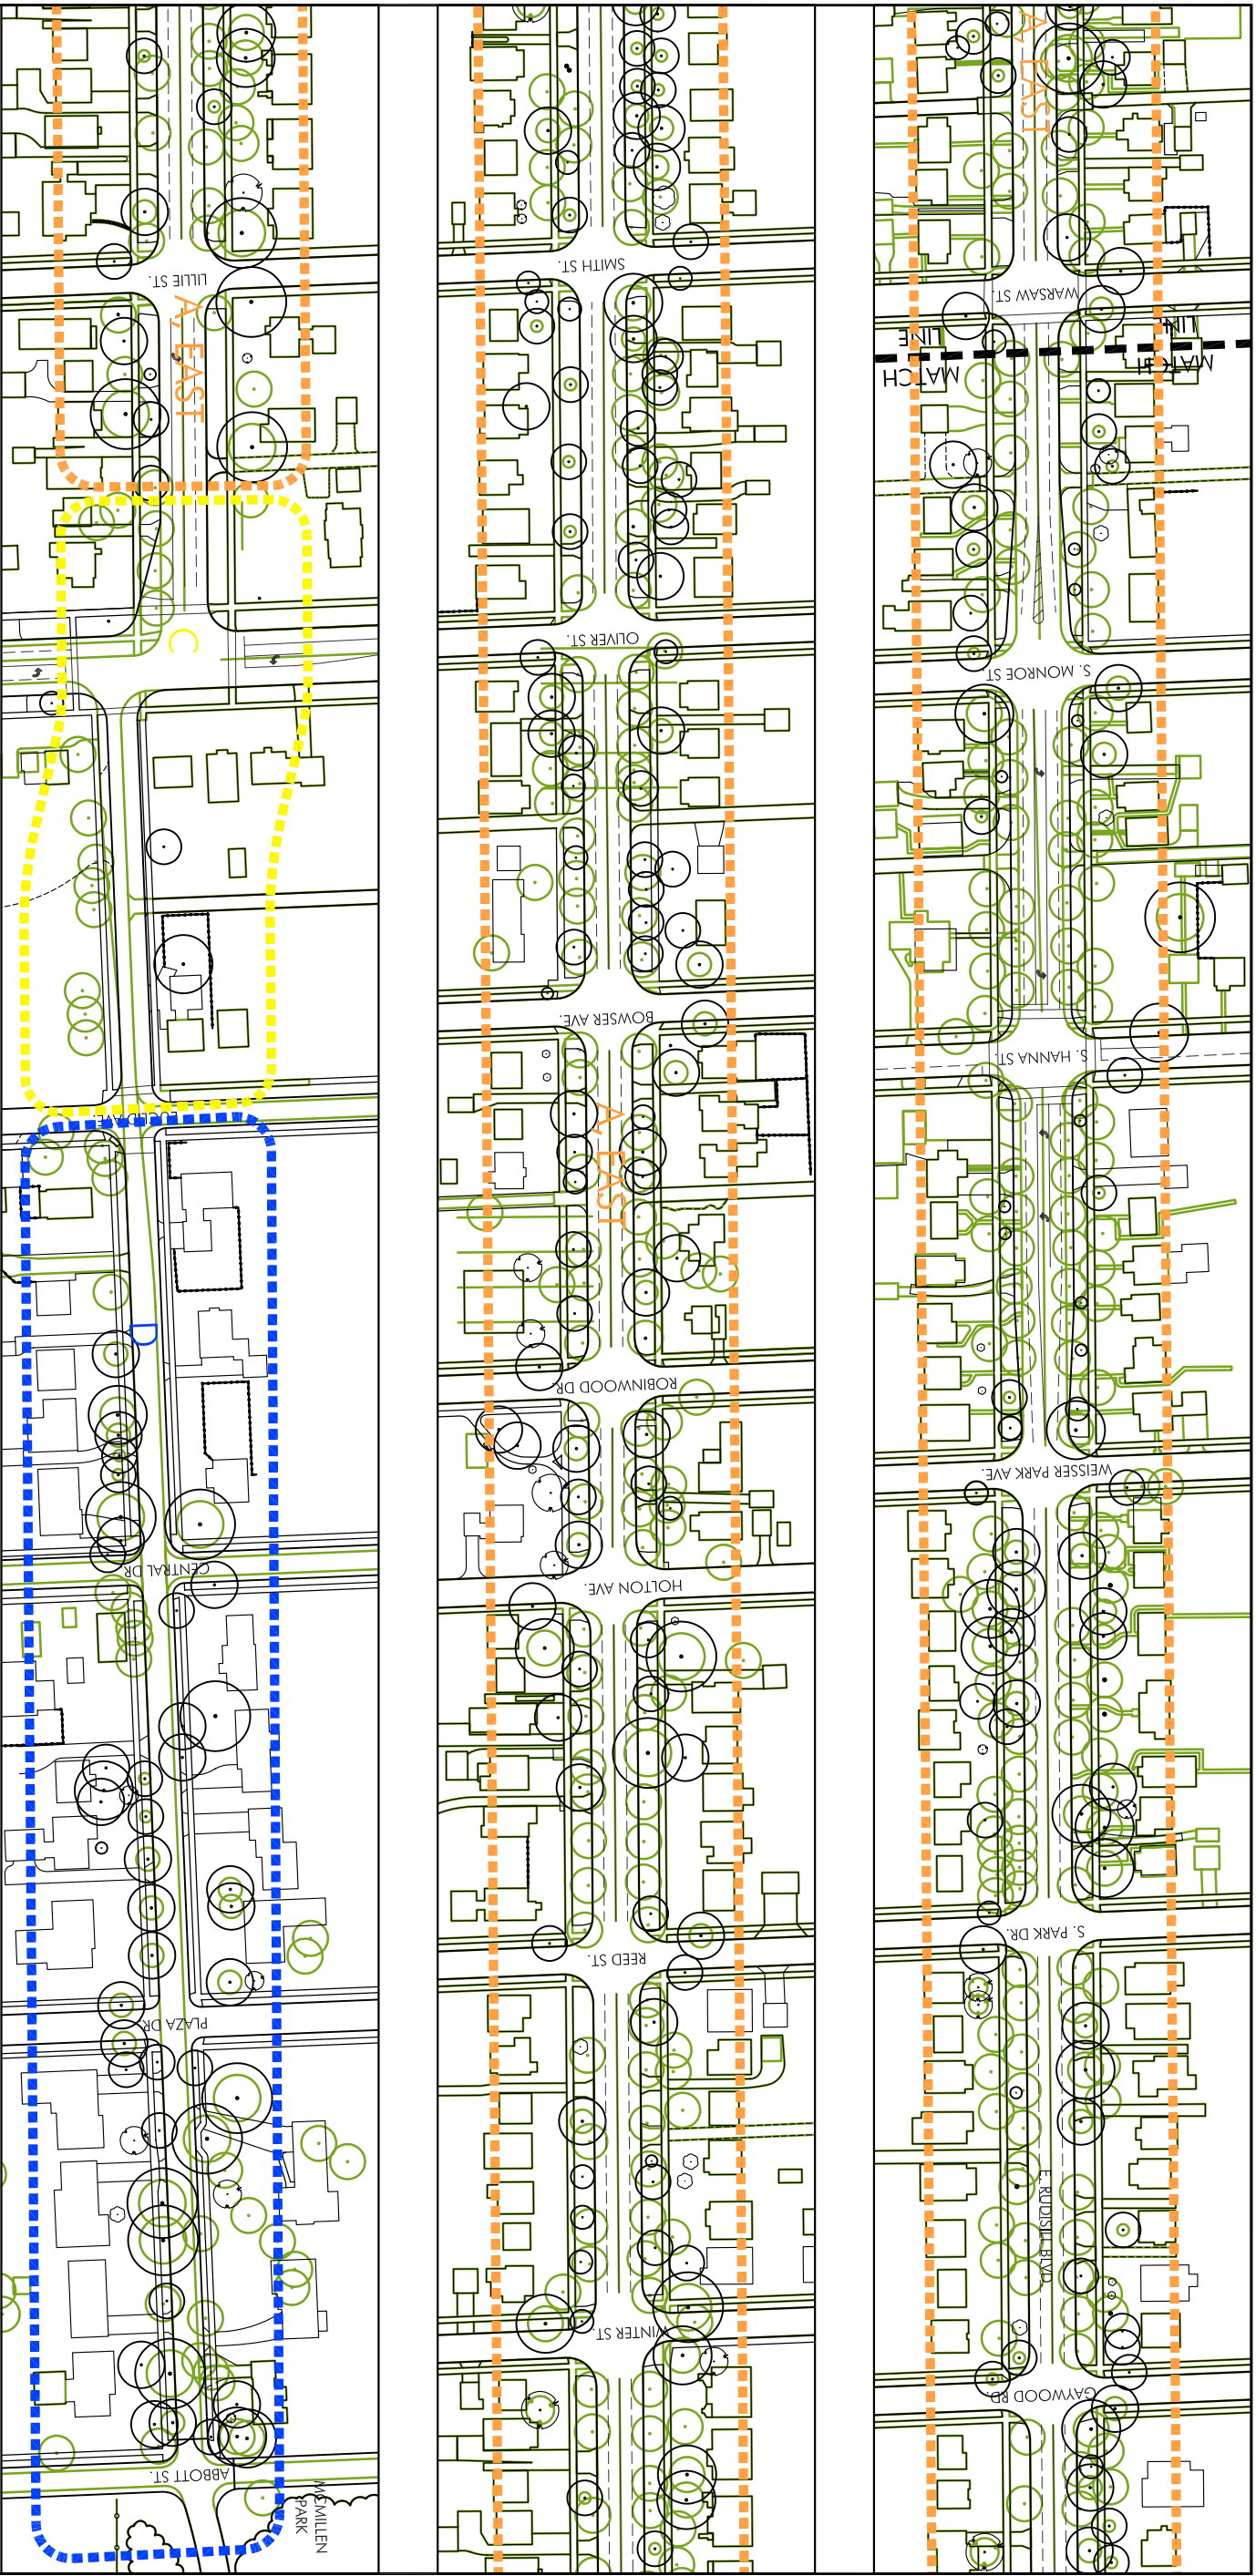 LILLIE ST.
A, EAST
C
EUCLID AVE.
D
CENTRAL DR
PLAZA DR.
ABBOTT ST.
MCMILLEN
PARK
SMITH ST.
OLIVER ST.
BOWSER AVE.
A, EAST
ROBINWOOD DR.
HOLTON AVE.
REED ST.
WINTER ST.
A, EAST
WARSAW ST.
MATCH
LINE
MATCH
LINE
S. MONROE ST.
S. HANNA ST.
WEISSER PARK AVE.
S. PARK DR.
E. RUDISILL BLVD.
GAYWOOD RD.